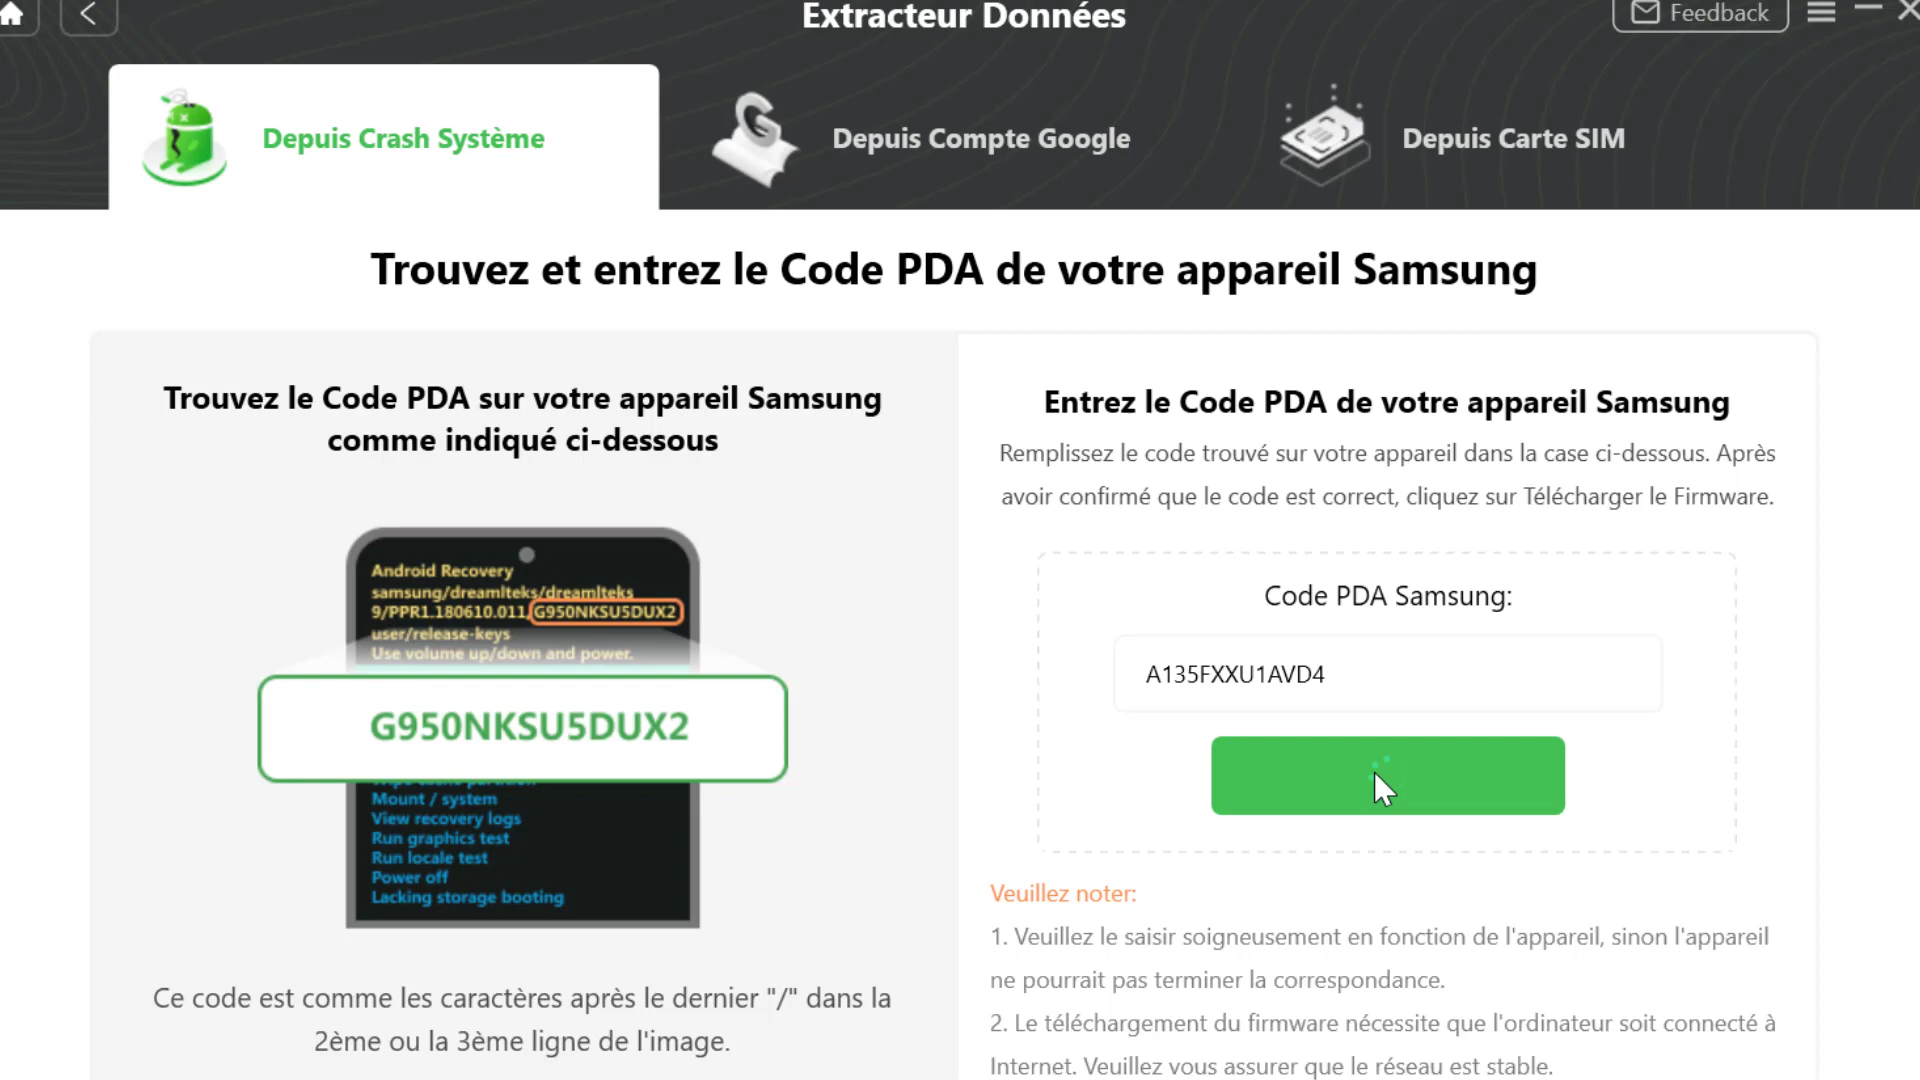 Extracteur Données
Feedback
Depuis Crash Système
Depuis Compte Google
Depuis Carte SIM
Trouvez et entrez le Code PDA de votre appareil Samsung
Trouvez le Code PDA sur votre appareil Samsung
comme indiqué ci-dessous
Android Recovery
samsung/dreamlteks/dreamlteks
9/PPR1.180610.011/G950NKSU5DUX2
user/release-keys
Use volume up/down and power.
G950NKSU5DUX2
Wipe cache partition
Mount / system
View recovery logs
Run graphics test
Run locale test
Power off
Lacking storage booting
Ce code est comme les caractères après le dernier "/" dans la
2ème ou la 3ème ligne de l'image.
Entrez le Code PDA de votre appareil Samsung
Remplissez le code trouvé sur votre appareil dans la case ci-dessous. Après
avoir confirmé que le code est correct, cliquez sur Télécharger le Firmware.
Code PDA Samsung:
A135FXXU1AVD4
Veuillez noter:
1. Veuillez le saisir soigneusement en fonction de l'appareil, sinon l'appareil
ne pourrait pas terminer la correspondance.
2. Le téléchargement du firmware nécessite que l'ordinateur soit connecté à
Internet. Veuillez vous assurer que le réseau est stable.